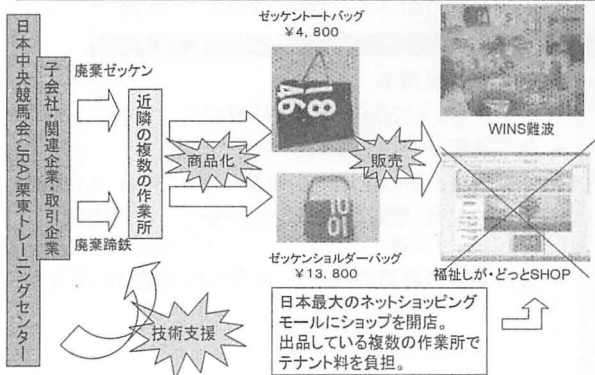 日本中央競馬会(JRA)栗東トレーニングセンター
子会社・関連企業・取引企業
廃棄ゼッケン
廃棄蹄鉄
近隣の複数の作業所
商品化
技術支援
ゼッケントートバッグ
¥4,800
18
46
ゼッケンショルダーバッグ
¥13,800
販売
WINS難波
福祉しが・どっとSHOP
日本最大のネットショッピング
モールにショップを開店。
出品している複数の作業所で
テナント料を負担。